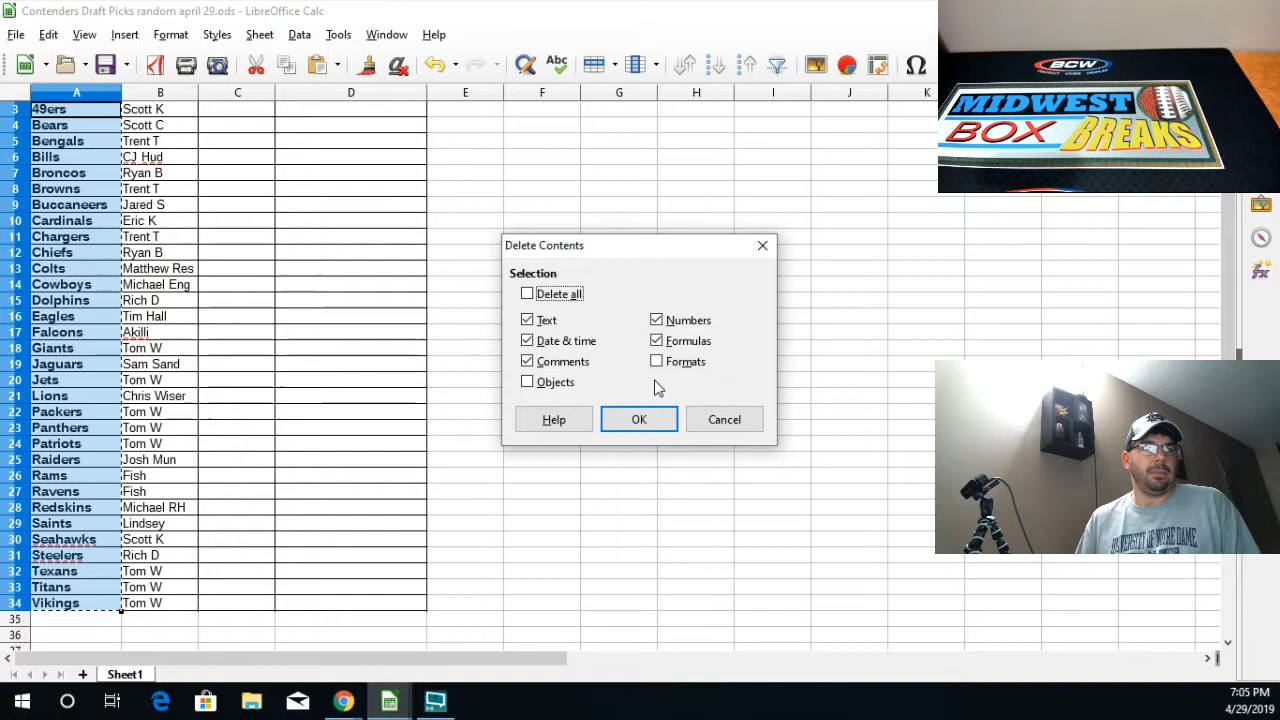 Contenders Draft Picks random april 29.ods - LibreOffice Calc
File Edit View Insert Format Styles Sheet Data Tools Window Help
A B C D E F G H I J K
3 49ers Scott K
4 Bears Scott C
5 Bengals Trent T
6 Bills CJ Hud
7 Broncos Ryan B
8 Browns Trent T
9 Buccaneers Jared S
10 Cardinals Eric K
11 Chargers Trent T
12 Chiefs Ryan B
13 Colts Matthew Res
14 Cowboys Michael Eng
15 Dolphins Rich D
16 Eagles Tim Hall
17 Falcons Akilli
18 Giants Tom W
19 Jaguars Sam Sand
20 Jets Tom W
21 Lions Chris Wiser
22 Packers Tom W
23 Panthers Tom W
24 Patriots Tom W
25 Raiders Josh Mun
26 Rams Fish
27 Ravens Fish
28 Redskins Michael RH
29 Saints Lindsey
30 Seahawks Scott K
31 Steelers Rich D
32 Texans Tom W
33 Titans Tom W
34 Vikings Tom W
35
36
Delete Contents
Selection
Delete all
Text Numbers
Date & time Formulas
Comments Formats
Objects
Help OK Cancel
BCW
MIDWEST
BOX BREAKS
UNIVERSITY OF NOTRE DAME
Sheet1
7:05 PM
4/29/2019